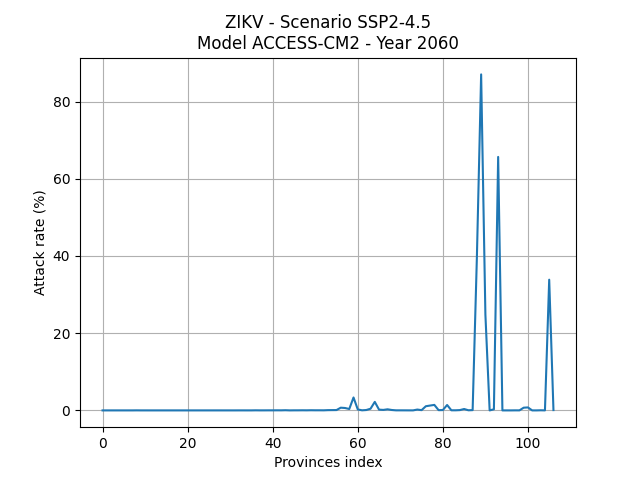 ZIKV - Scenario SSP2-4.5
Model ACCESS-CM2 - Year 2060
Attack rate (%)
80
60
40
20
0
0 20 40 60 80 100
Provinces index